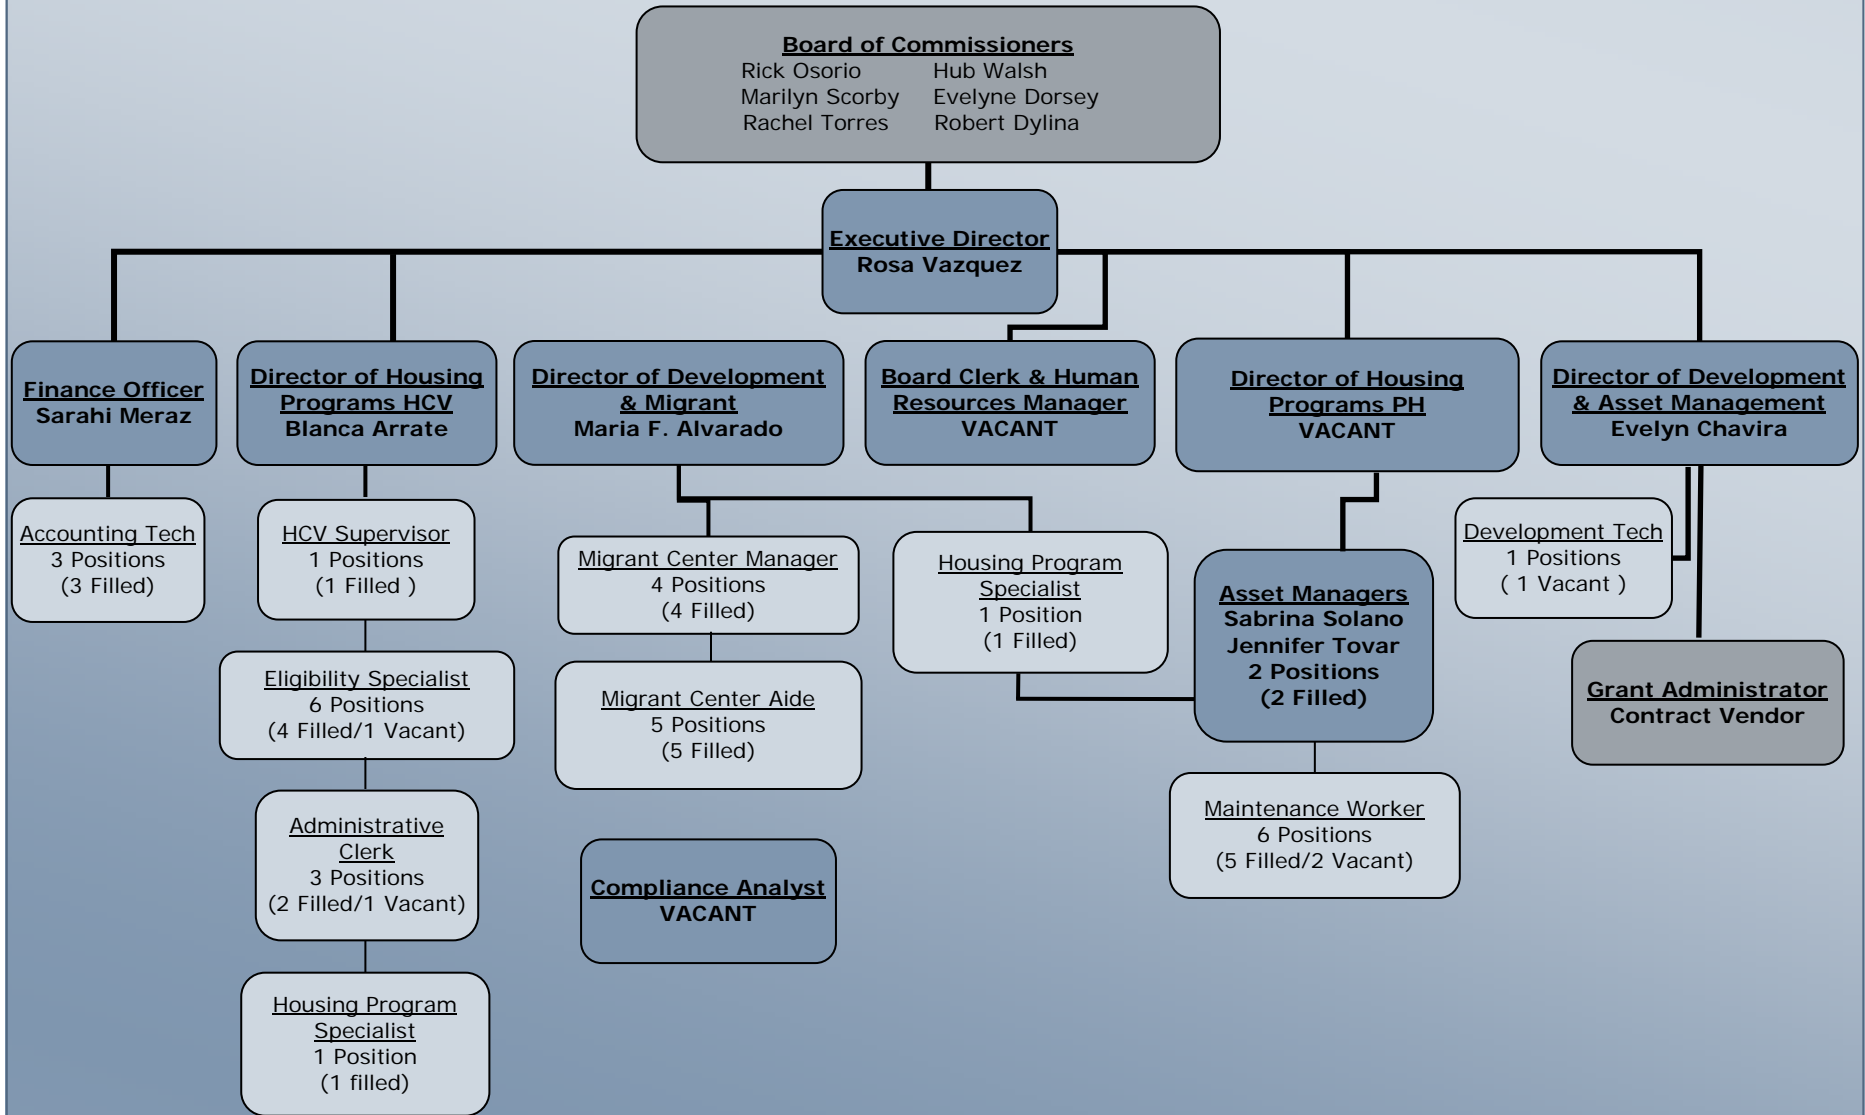 Board of Commissioners
Rick Osorio Hub Walsh
Marilyn Scorby Evelyne Dorsey
Rachel Torres Robert Dylina
Executive Director
Rosa Vazquez
Finance Officer
Sarahi Meraz
Director of Housing
Programs HCV
Blanca Arrate
Director of Development
& Migrant
Maria F. Alvarado
Board Clerk & Human
Resources Manager
VACANT
Director of Housing
Programs PH
VACANT
Director of Development
& Asset Management
Evelyn Chavira
Accounting Tech
3 Positions
(3 Filled)
HCV Supervisor
1 Positions
(1 Filled )
Migrant Center Manager
4 Positions
(4 Filled)
Housing Program
Specialist
1 Position
(1 Filled)
Asset Managers
Sabrina Solano
Jennifer Tovar
2 Positions
(2 Filled)
Development Tech
1 Positions
( 1 Vacant )
Eligibility Specialist
6 Positions
(4 Filled/1 Vacant)
Migrant Center Aide
5 Positions
(5 Filled)
Grant Administrator
Contract Vendor
Administrative
Clerk
3 Positions
(2 Filled/1 Vacant)
Maintenance Worker
6 Positions
(5 Filled/2 Vacant)
Compliance Analyst
VACANT
Housing Program
Specialist
1 Position
(1 filled)